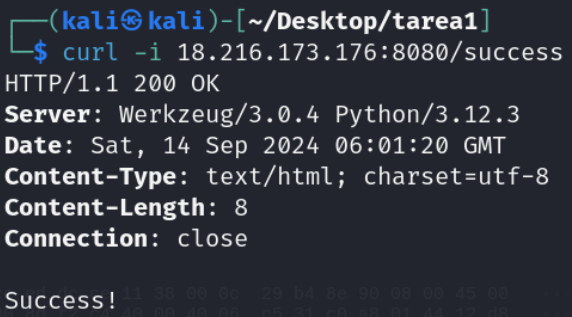 ┌──(kali㉿kali)-[~/Desktop/tarea1]
└─$ curl -i 18.216.173.176:8080/success
HTTP/1.1 200 OK
Server: Werkzeug/3.0.4 Python/3.12.3
Date: Sat, 14 Sep 2024 06:01:20 GMT
Content-Type: text/html; charset=utf-8
Content-Length: 8
Connection: close

Success!